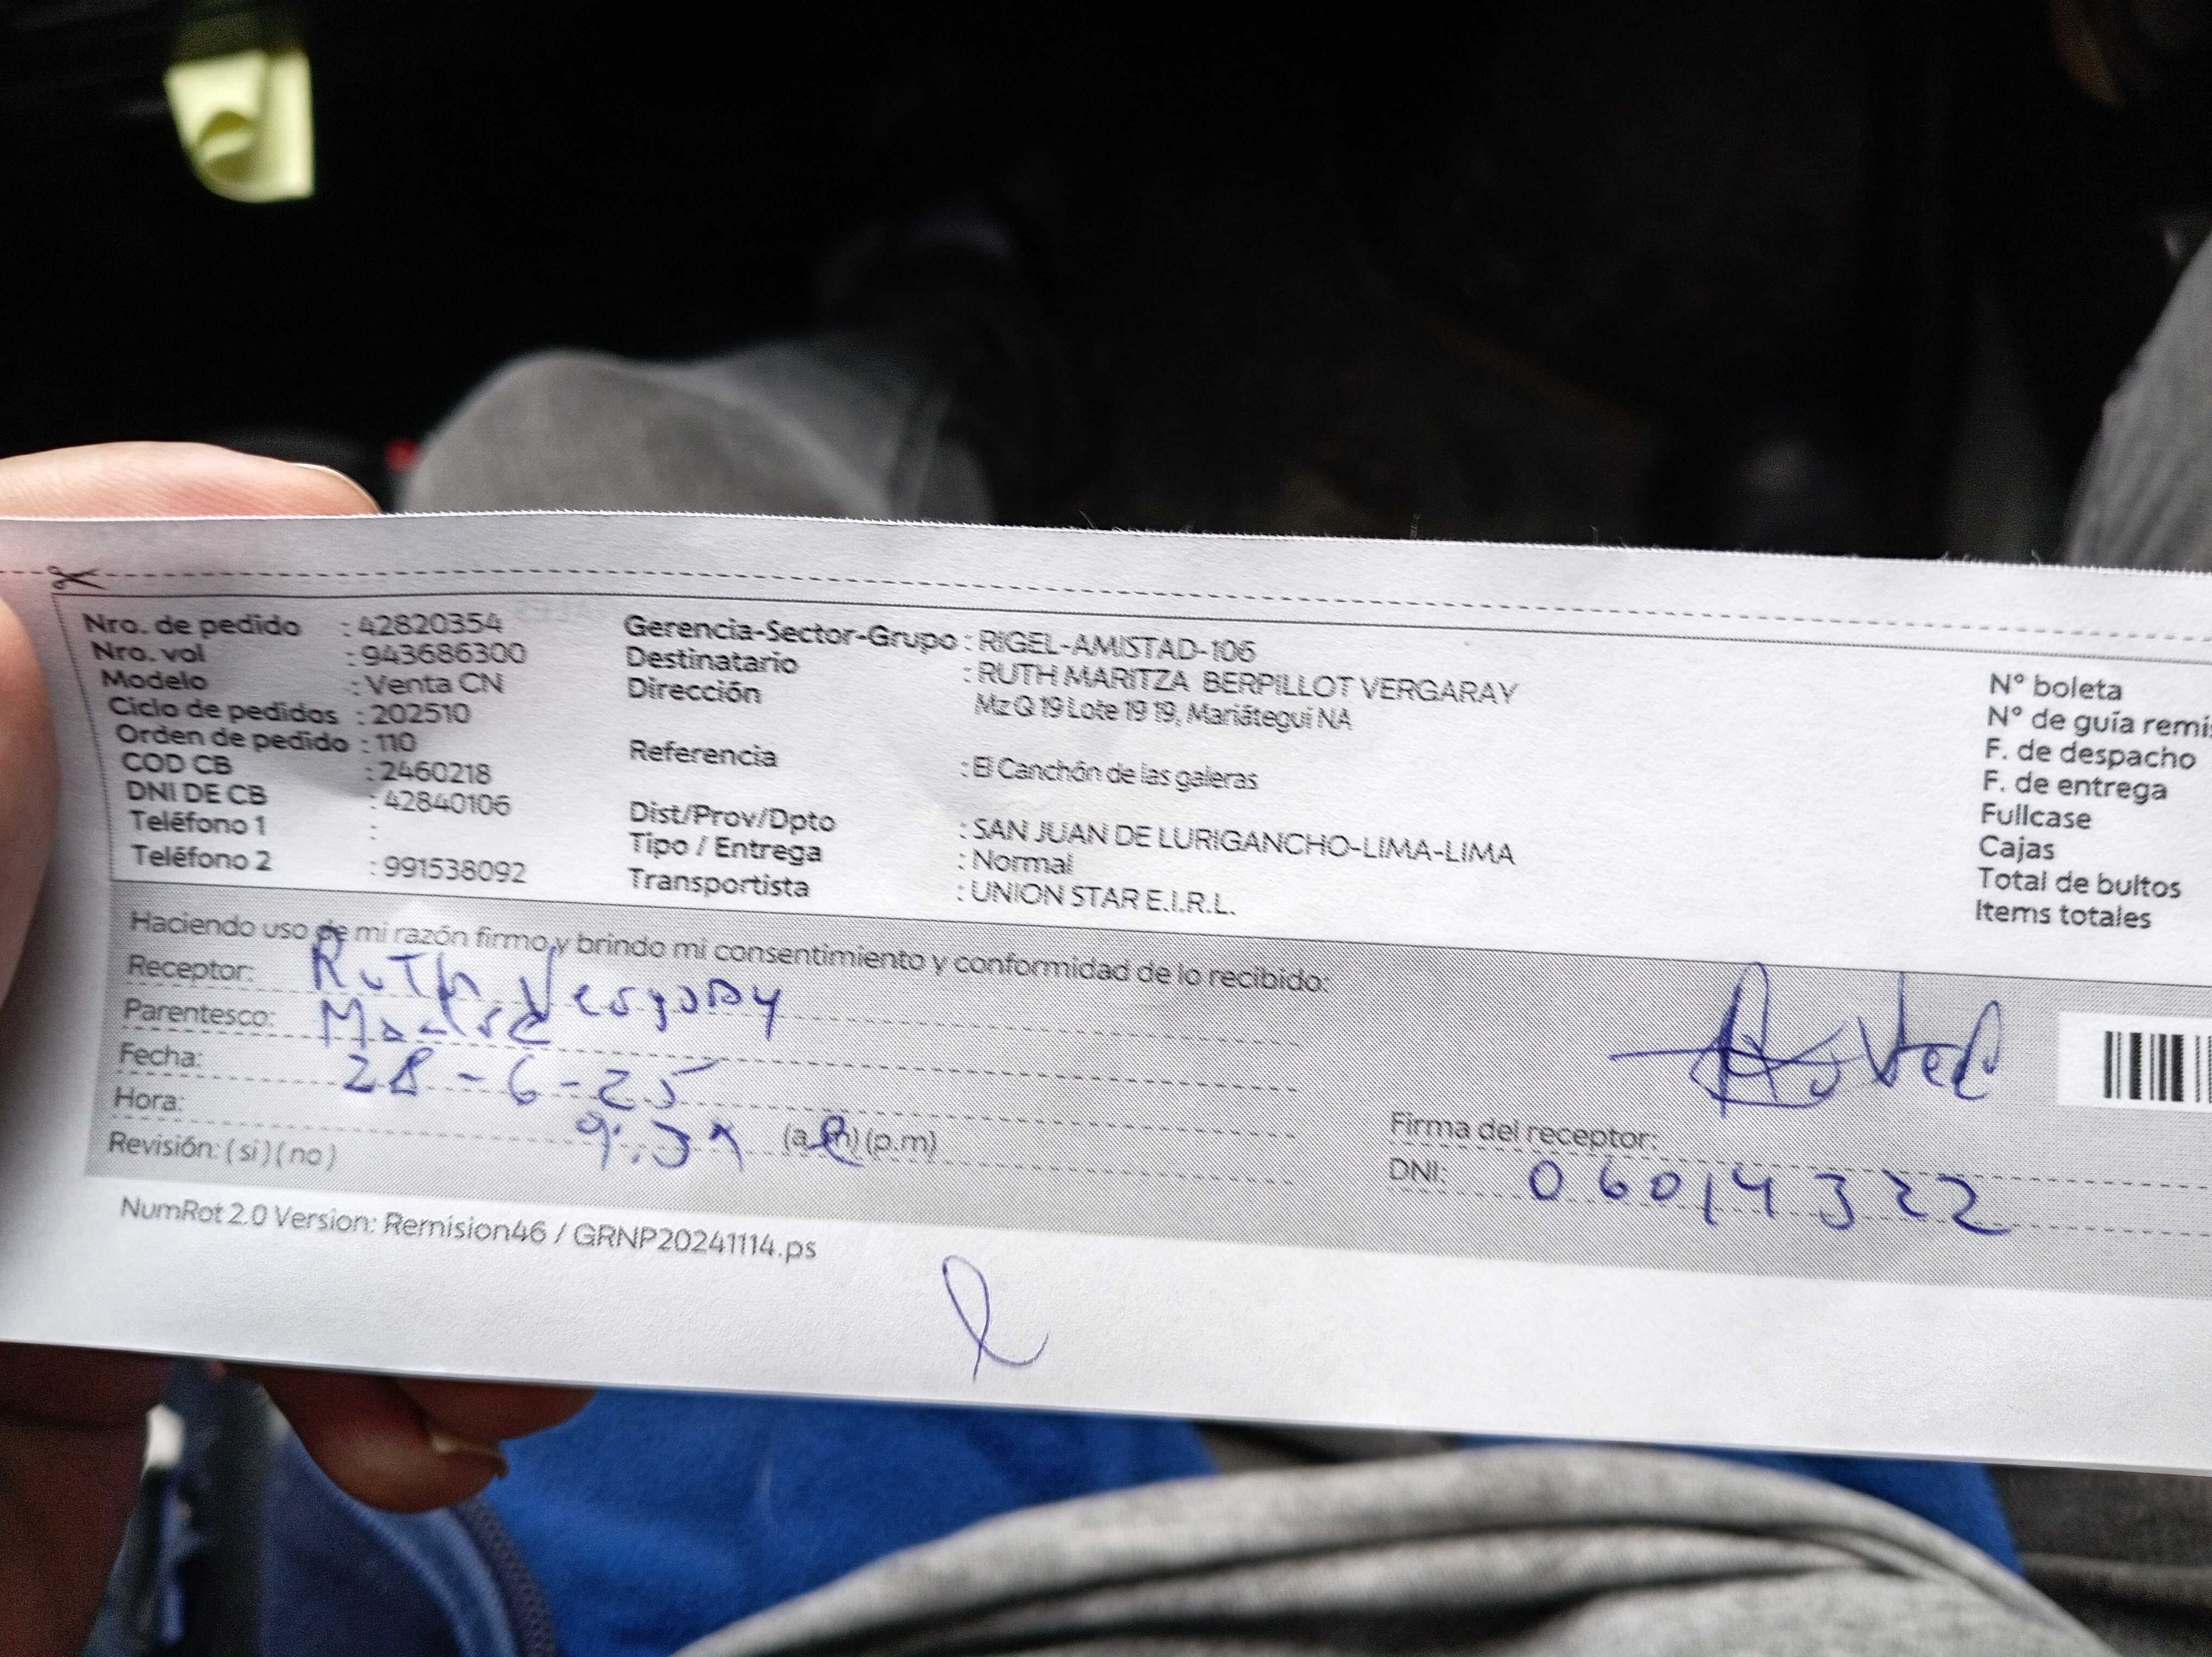 Nro. de pedido : 42820354
Nro. vol : 943686300
Modelo : Venta CN
Ciclo de pedidos : 202510
Orden de pedido : 110
COD CB : 2460218
DNI DE CB : 42840106
Teléfono 1 :
Teléfono 2 : 991538092
Gerencia-Sector-Grupo : RIGEL-AMISTAD-106
Destinatario : RUTH MARITZA BERPILLOT VERGARAY
Dirección Mz Q 19 Lote 19 19, Mariátegui NA
Referencia : El Canchón de las galeras
Dist/Prov/Dpto : SAN JUAN DE LURIGANCHO-LIMA-LIMA
Tipo / Entrega : Normal
Transportista : UNION STAR E.I.R.L.
N° boleta
N° de guía remis
F. de despacho
F. de entrega
Fullcase
Cajas
Total de bultos
Items totales
Haciendo uso de mi razón firmo y brindo mi consentimiento y conformidad de lo recibido:
Receptor: Ruth Vergaray
Parentesco: Madre
Fecha: 28-6-25
Hora: (a.m) (p.m)
Revisión: ( si ) ( no )
Firma del receptor:
DNI: 06014322
NumRot 2.0 Version: Remision46 / GRNP20241114.ps